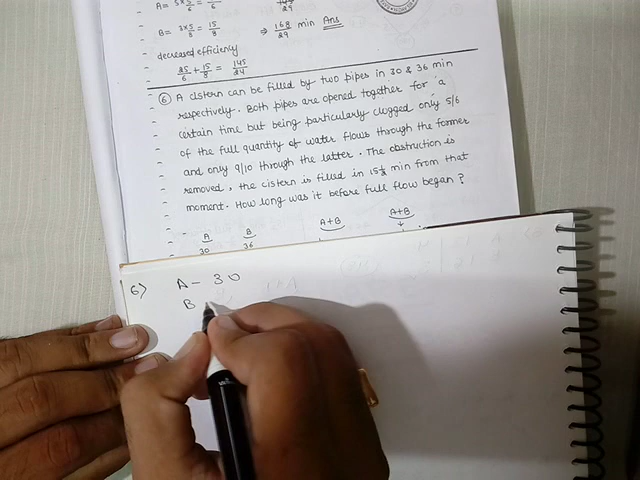 A= 5x5/6 =
B= 3x5/8 = 15/8
⇒ 168/29 min Ans
decreased efficiency
25/6 + 15/8 = 145/24
⑥ A cistern can be filled by two pipes in 30 & 36 min
respectively. Both pipes are opened together for a
certain time but being particularly clogged only 5/6
of the full quantity of water flows through the former
and only 9/10 through the latter. The obstruction is
removed, the cistern is filled in 15½ min from that
moment. How long was it before full flow began?
A B A+B A+B
30 36
6> A - 30
B